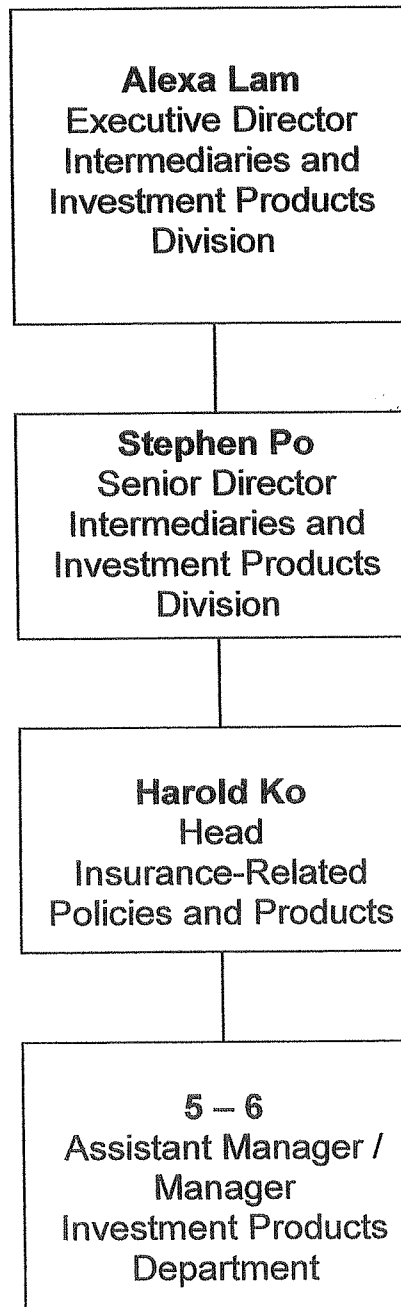 Alexa Lam
Executive Director
Intermediaries and
Investment Products
Division
Stephen Po
Senior Director
Intermediaries and
Investment Products
Division
Harold Ko
Head
Insurance-Related
Policies and Products
5 – 6
Assistant Manager /
Manager
Investment Products
Department